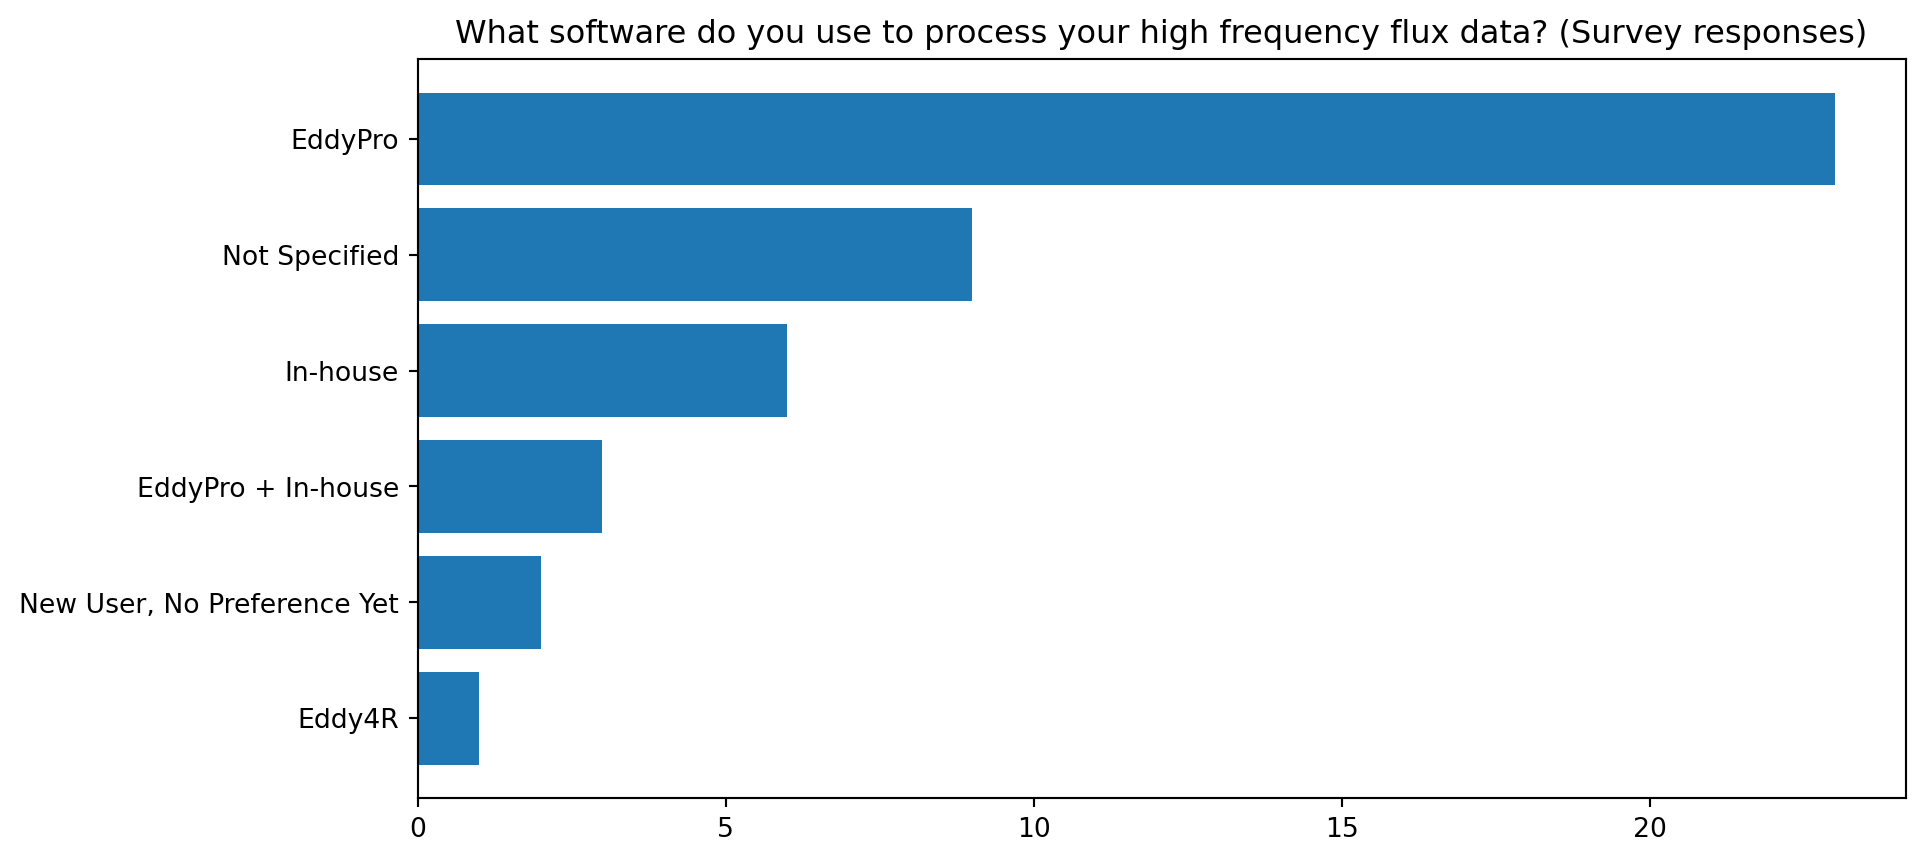 What software do you use to process your high frequency flux data? (Survey responses)
EddyPro
Not Specified
In-house
EddyPro + In-house
New User, No Preference Yet
Eddy4R
0 5 10 15 20